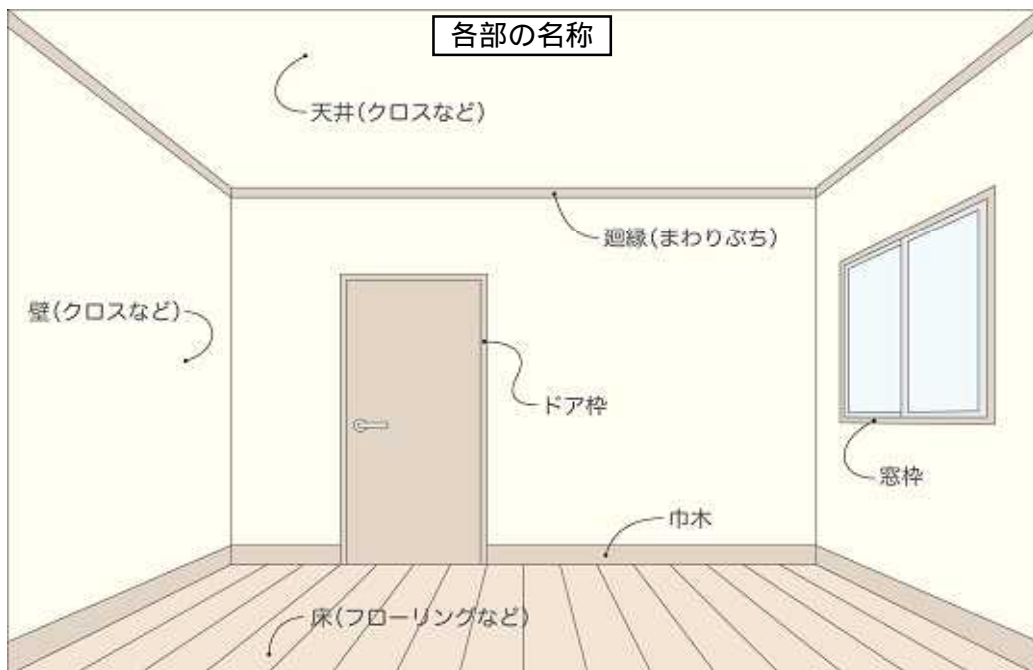 各部の名称
天井(クロスなど)
廻縁(まわりぶち)
壁(クロスなど)
ドア枠
窓枠
巾木
床(フローリングなど)